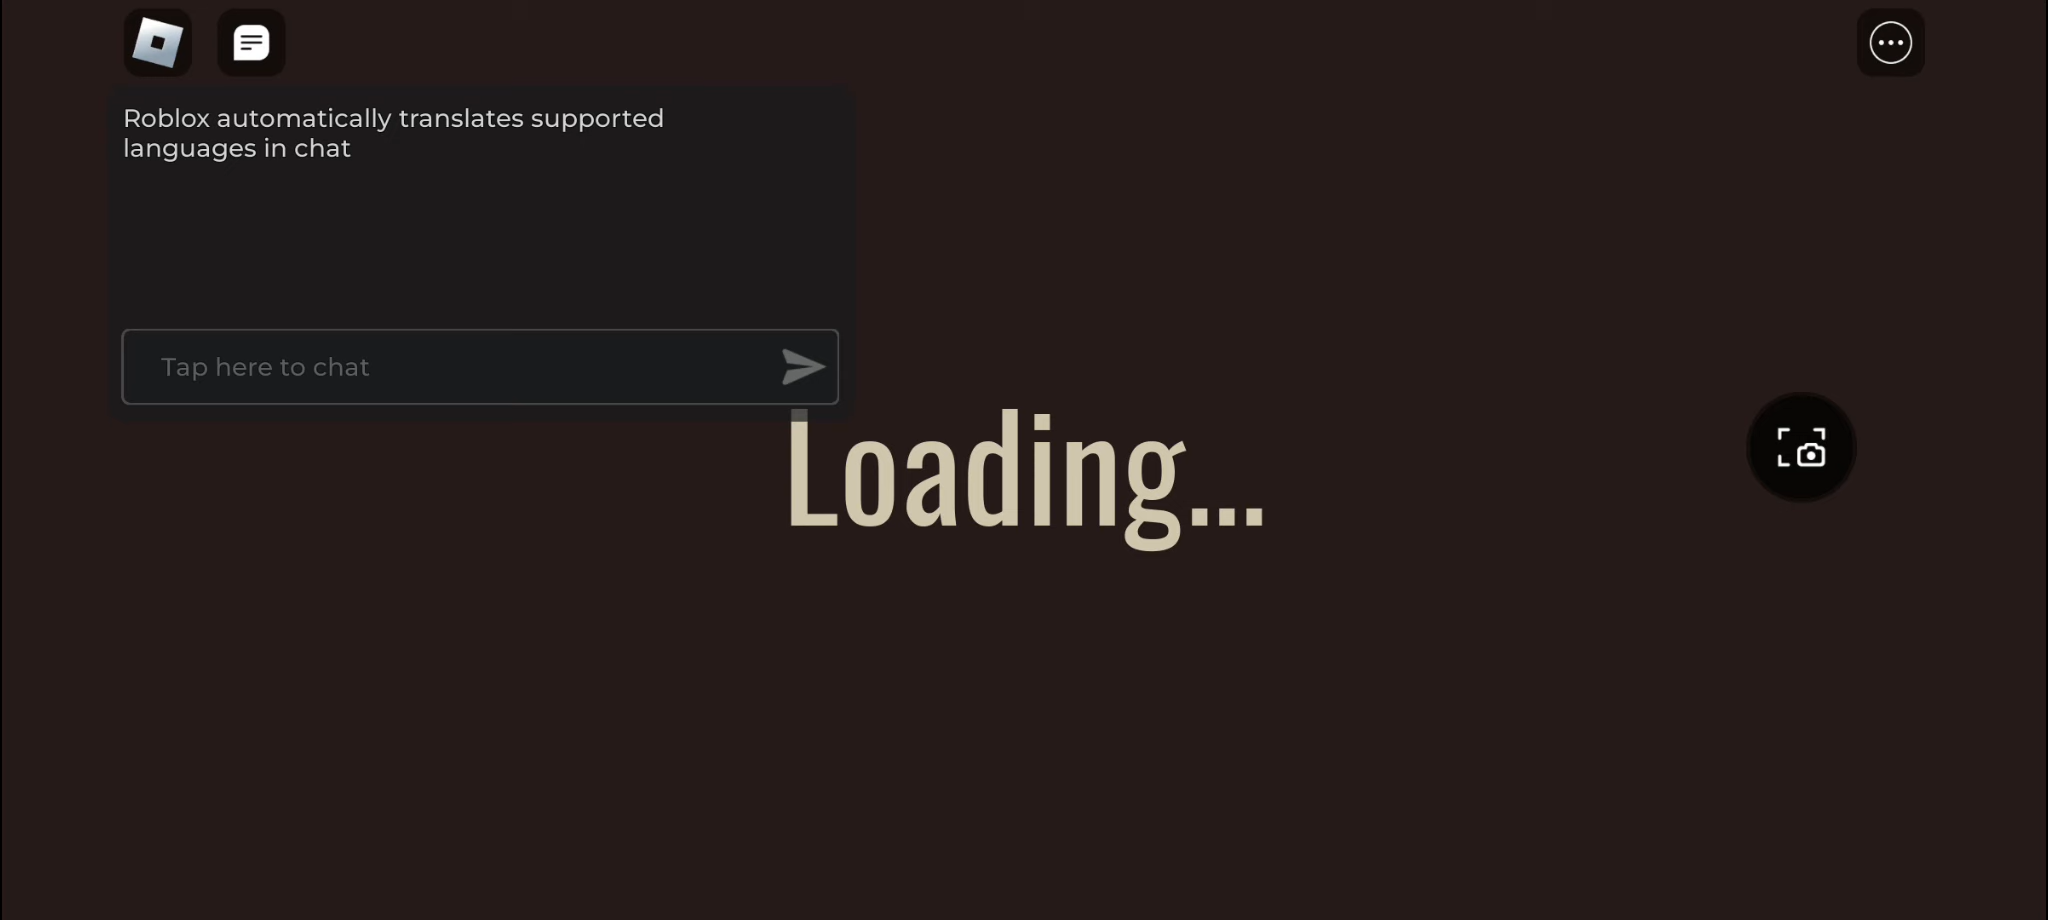 Roblox automatically translates supported
languages in chat
Tap here to chat
Loading...